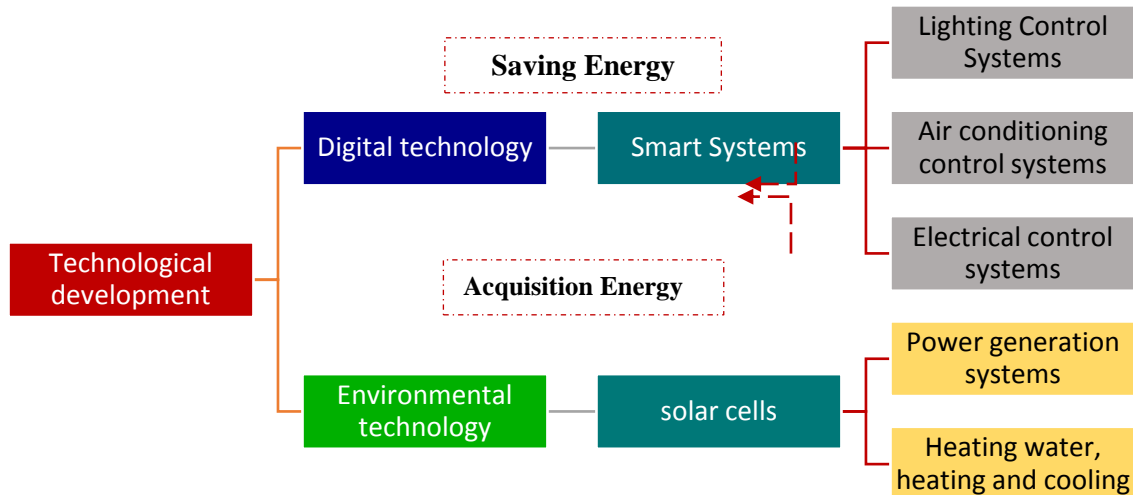 Saving Energy
Lighting Control
Systems
Digital technology
Smart Systems
Air conditioning
control systems
Electrical control
systems
Technological
development
Acquisition Energy
Power generation
systems
Environmental
technology
solar cells
Heating water,
heating and cooling